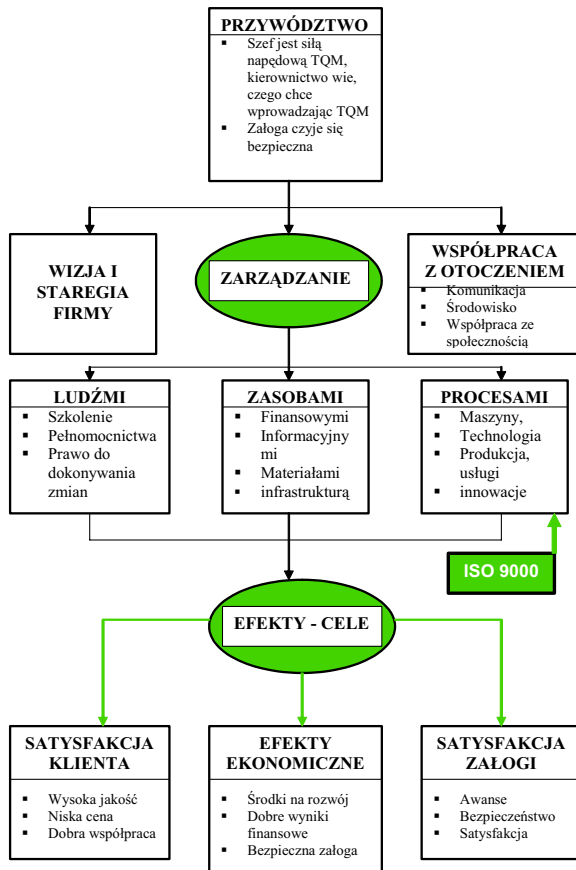 PRZYWÓDZTWO
▪ Szef jest siłą
napędową TQM,
kierownictwo wie,
czego chce
wprowadzając TQM
▪ Załoga czyje się
bezpieczna
WIZJA I
STAREGIA
FIRMY
ZARZĄDZANIE
WSPÓŁPRACA
Z OTOCZENIEM
▪ Komunikacja
▪ Środowisko
▪ Współpraca ze
społecznością
LUDŹMI
▪ Szkolenie
▪ Pełnomocnictwa
▪ Prawo do
dokonywania
zmian
ZASOBAMI
▪ Finansowymi
▪ Informacyjny
mi
▪ Materiałami
▪ infrastrukturą
PROCESAMI
▪ Maszyny,
▪ Technologia
▪ Produkcja,
usługi
▪ innowacje
ISO 9000
EFEKTY - CELE
SATYSFAKCJA
KLIENTA
▪ Wysoka jakość
▪ Niska cena
▪ Dobra współpraca
EFEKTY
EKONOMICZNE
▪ Środki na rozwój
▪ Dobre wyniki
finansowe
▪ Bezpieczna załoga
SATYSFAKCJA
ZAŁOGI
▪ Awanse
▪ Bezpieczeństwo
▪ Satysfakcja